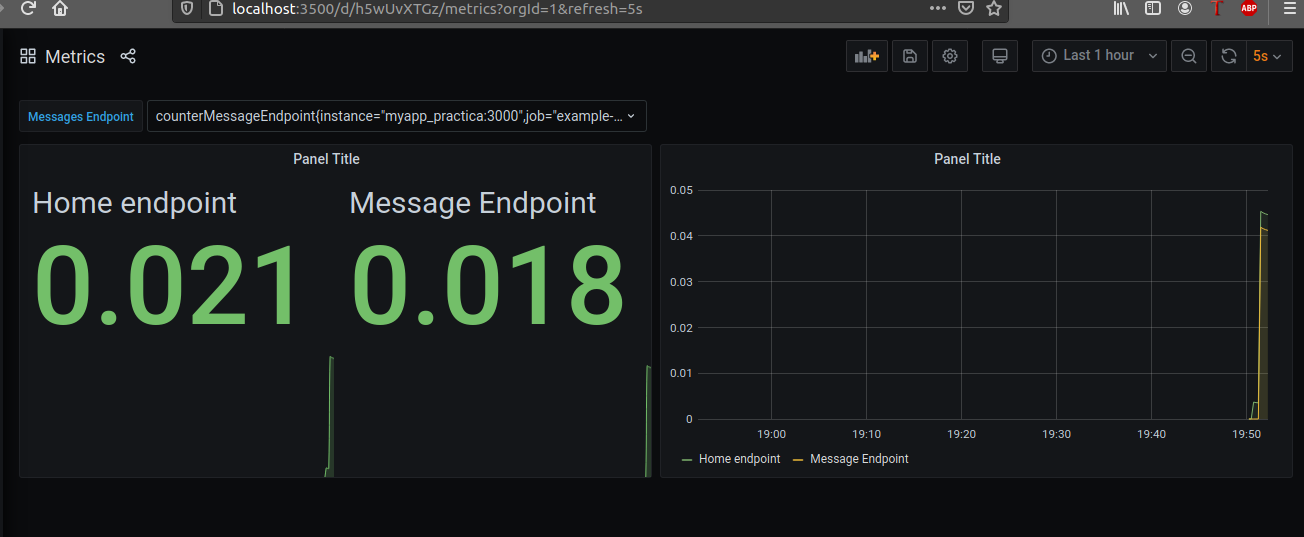 localhost:3500/d/h5wUvXTGz/metrics?orgId=1&refresh=5s
ABP
Metrics
Last 1 hour
5s
Messages Endpoint
counterMessageEndpoint{instance="myapp_practica:3000",job="example-...
Panel Title
Home endpoint
Message Endpoint
0.021
0.018
Panel Title
0.05
0.04
0.03
0.02
0.01
0
19:00 19:10 19:20 19:30 19:40 19:50
Home endpoint Message Endpoint